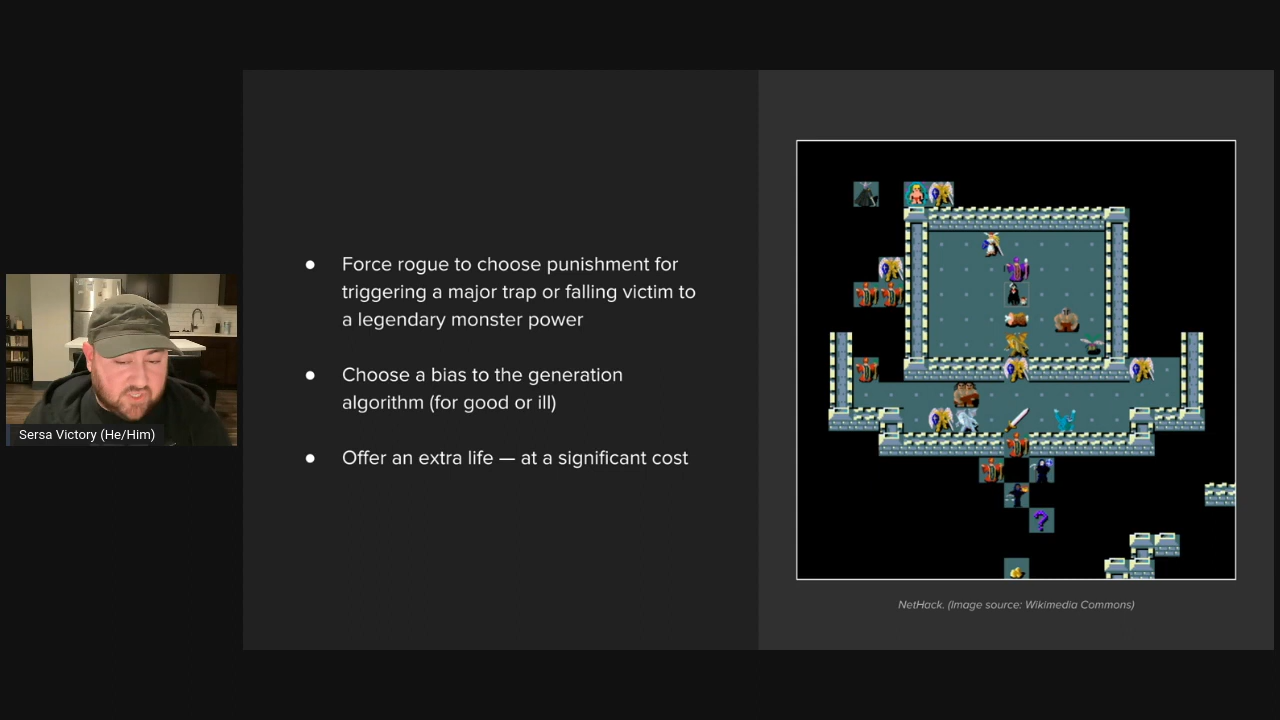 ● Force rogue to choose punishment for
triggering a major trap or falling victim to
a legendary monster power
● Choose a bias to the generation
algorithm (for good or ill)
● Offer an extra life — at a significant cost
Sersa Victory (He/Him)
?
NetHack. (Image source: Wikimedia Commons)